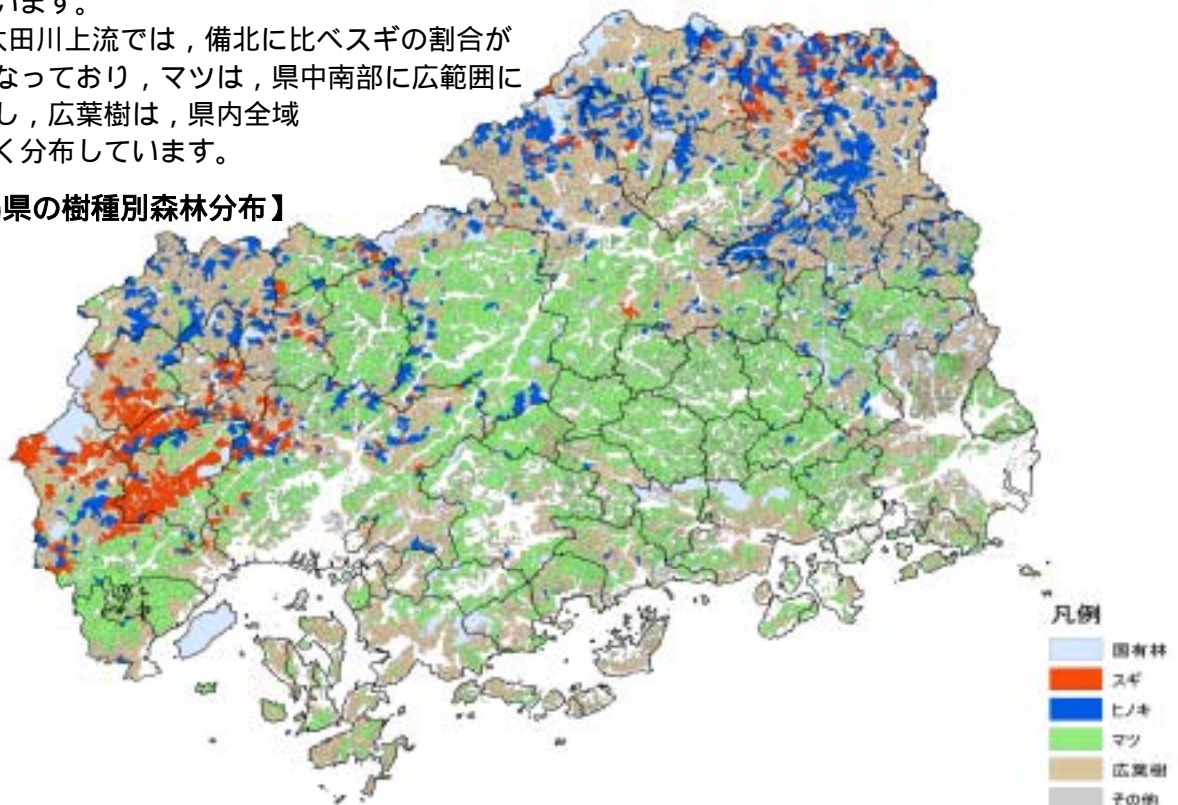 います。
太田川上流では，備北に比べスギの割合が
なっており，マツは，県中南部に広範囲に
し，広葉樹は，県内全域
く分布しています。
県の樹種別森林分布】
凡例
国有林
スギ
ヒノキ
マツ
広葉樹
その他